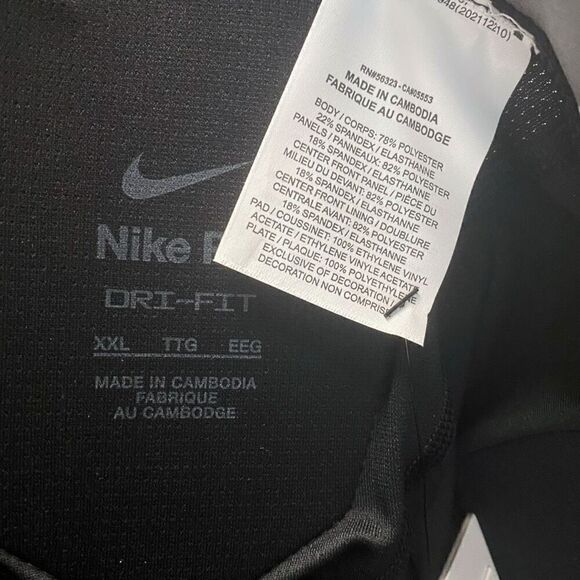 348(20211210)
RN#56323-CA#05553
MADE IN CAMBODIA
FABRIQUE AU CAMBODGE
BODY / CORPS: 78% POLYESTER
22% SPANDEX / ELASTHANNE
PANELS / PANNEAUX: 82% POLYESTER
18% SPANDEX / ELASTHANNE
CENTER FRONT PANEL / PIÈCE DU
MILIEU DU DEVANT: 82% POLYESTER
18% SPANDEX / ELASTHANNE
CENTER FRONT LINING / DOUBLURE
CENTRALE AVANT: 82% POLYESTER
18% SPANDEX / ELASTHANNE
PAD / COUSSINET: 100% ETHYLENE VINYL
ACETATE / ETHYLENE VINYLE ACETATE
PLATE / PLAQUE: 100% POLYETHYLENE
EXCLUSIVE OF DECORATION /
DECORATION NON COMPRISE
Nike
DRI-FIT
XXL TTG EEG
MADE IN CAMBODIA
FABRIQUE
AU CAMBODGE